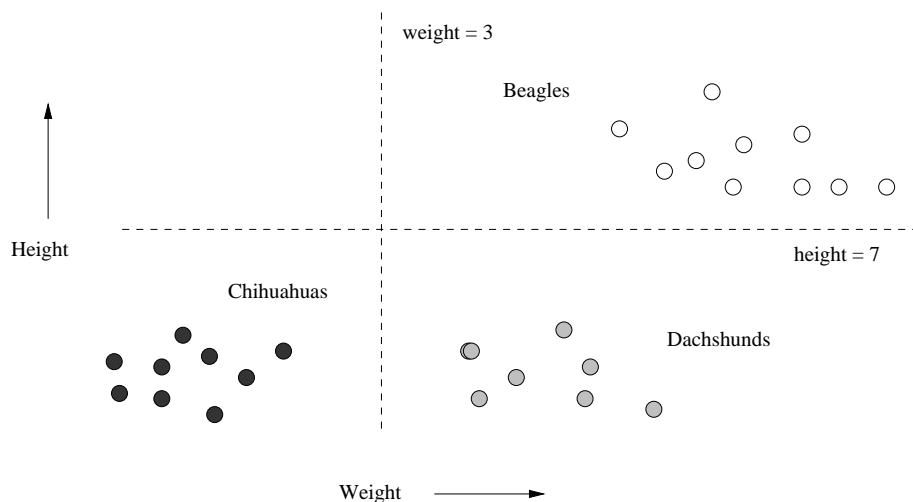 weight = 3
Beagles
Height
height = 7
Chihuahuas
Dachshunds
Weight